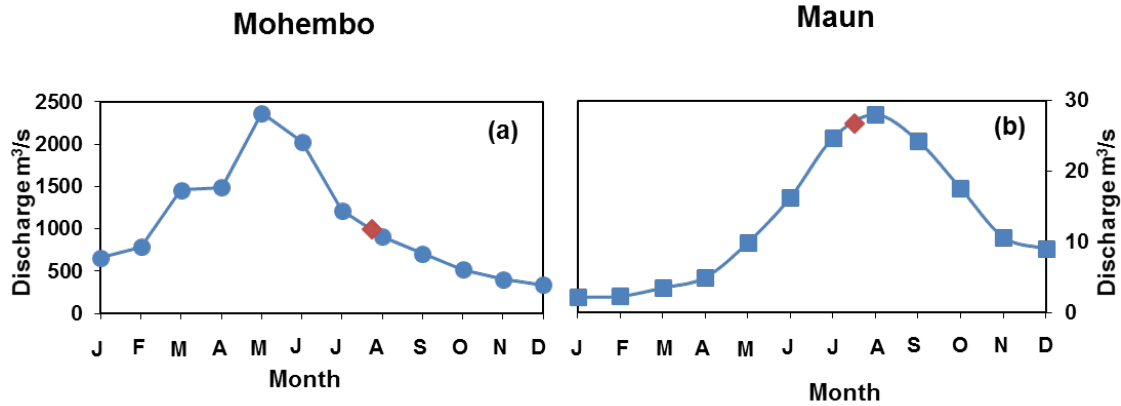 Mohembo
Maun
2500
2000
1500
1000
500
0
Discharge m³/s
(a)
J F M A M J J A S O N D
Month
30
20
10
0
Discharge m³/s
(b)
J F M A M J J A S O N D
Month